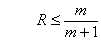 R ≤ m/(m+1)